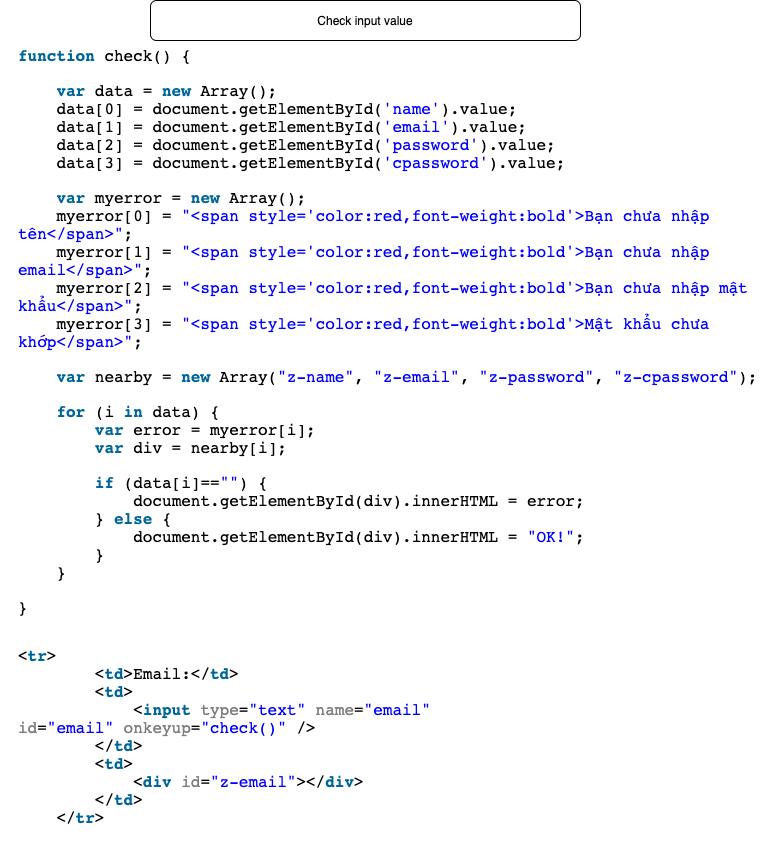 Check input value
function check() {
var data = new Array();
data[0] = document.getElementById('name').value;
data[1] = document.getElementById('email').value;
data[2] = document.getElementById('password').value;
data[3] = document.getElementById('cpassword').value;
var myerror = new Array();
myerror[0] = "<span style='color:red,font-weight:bold'>Bạn chưa nhập
tên</span>";
myerror[1] = "<span style='color:red,font-weight:bold'>Bạn chưa nhập
email</span>";
myerror[2] = "<span style='color:red,font-weight:bold'>Bạn chưa nhập mật
khẩu</span>";
myerror[3] = "<span style='color:red,font-weight:bold'>Mật khẩu chưa
khớp</span>";
var nearby = new Array("z-name", "z-email", "z-password", "z-cpassword");
for (i in data) {
var error = myerror[i];
var div = nearby[i];
if (data[i]=="") {
document.getElementById(div).innerHTML = error;
} else {
document.getElementById(div).innerHTML = "OK!";
}
}
}
<tr>
<td>Email:</td>
<td>
<input type="text" name="email"
id="email" onkeyup="check()" />
</td>
<td>
<div id="z-email"></div>
</td>
</tr>